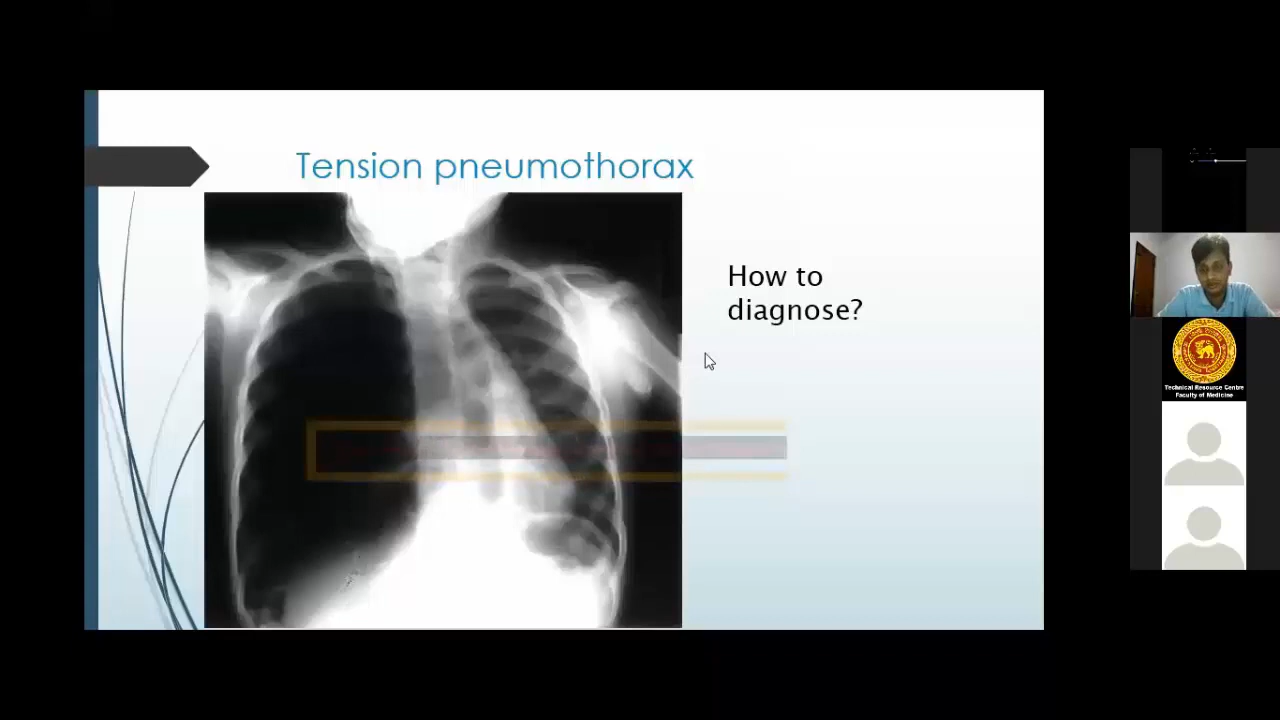 Tension pneumothorax
How to
diagnose?
Technical Resource Centre
Faculty of Medicine